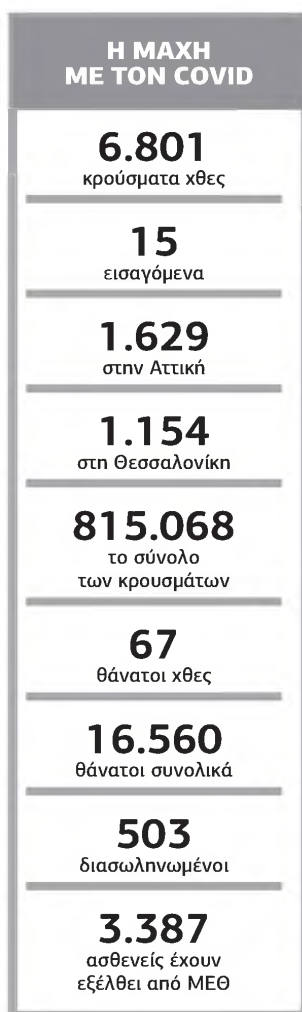 Η ΜΑΧΗ
ΜΕ ΤΟΝ COVID
6.801
κρούσματα χθες
15
εισαγόμενα
1.629
στην Αττική
1.154
στη Θεσσαλονίκη
815.068
το σύνολο
των κρουσμάτων
67
θάνατοι χθες
16.560
θάνατοι συνολικά
503
διασωληνωμένοι
3.387
ασθενείς έχουν
εξέλθει από ΜΕΘ